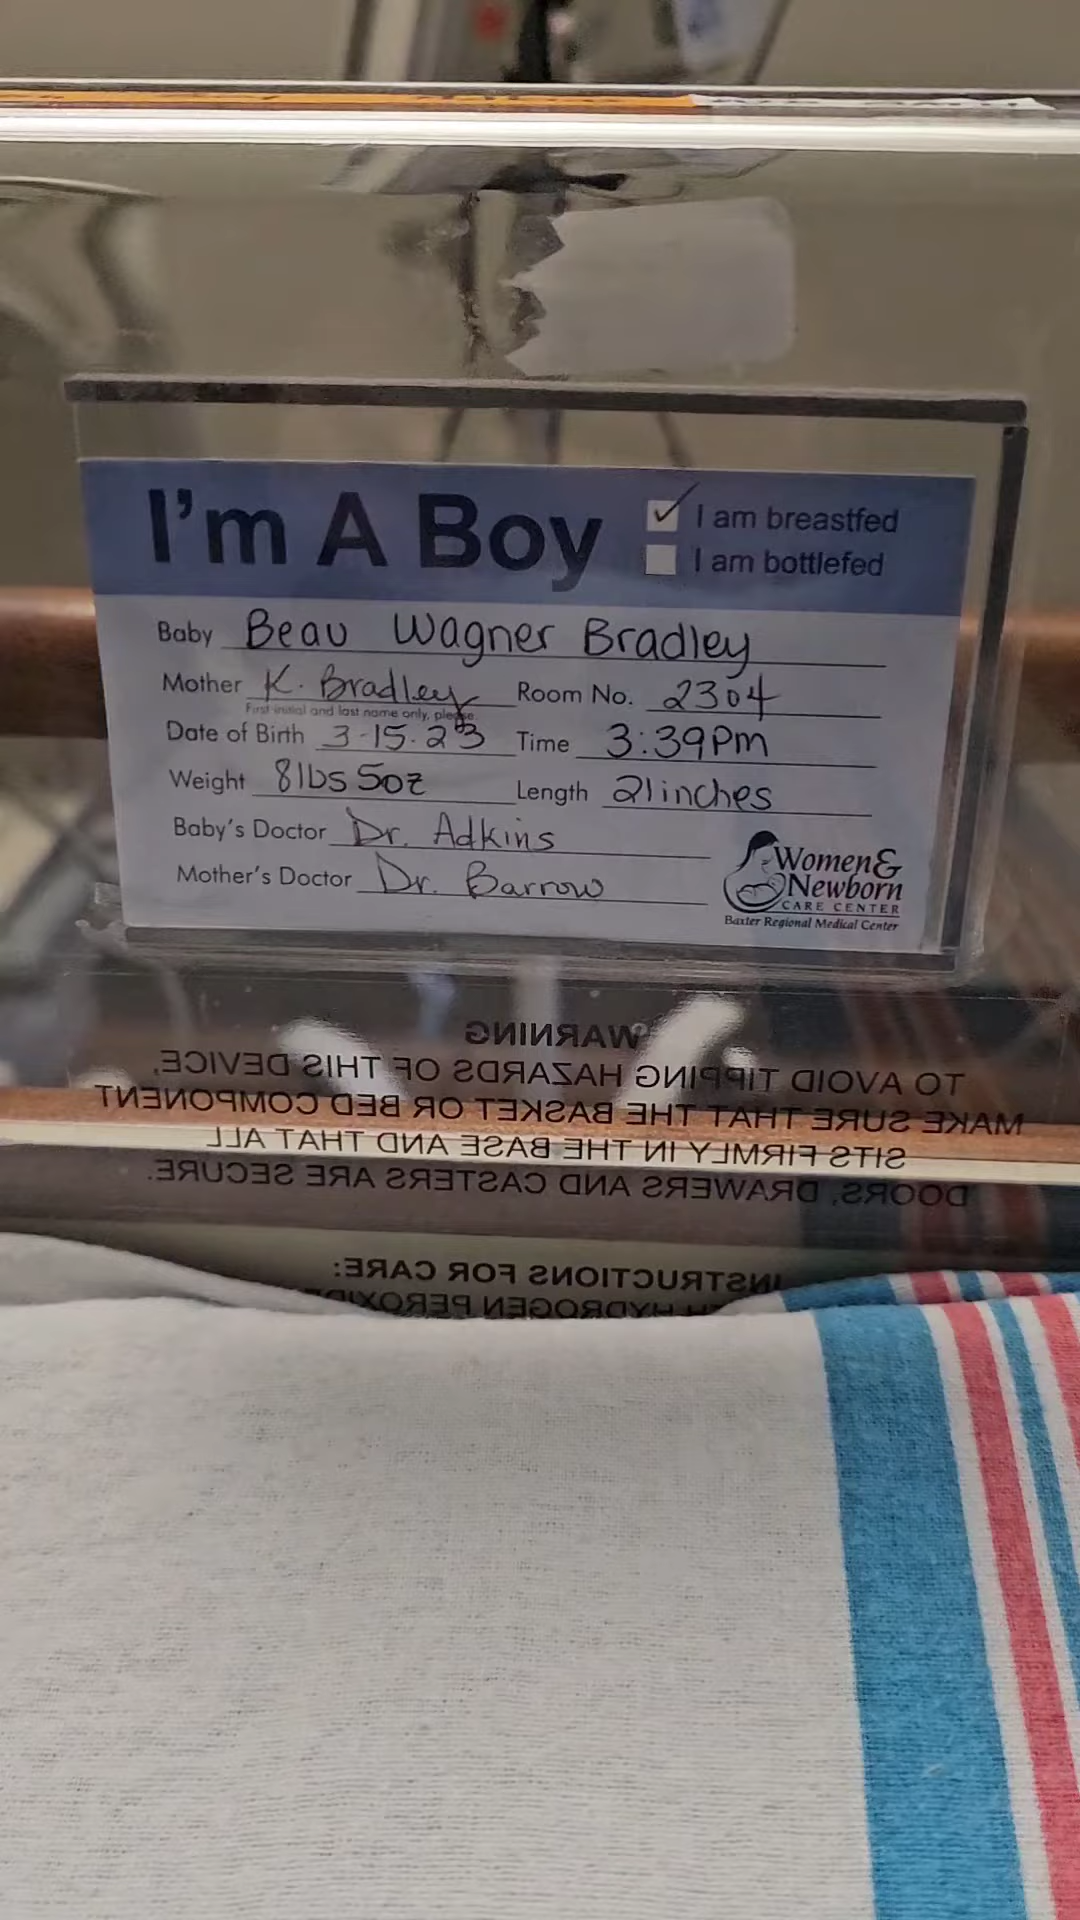 I'm A Boy
✓ I am breastfed
I am bottlefed
Baby Beau Wagner Bradley
Mother K. Bradley Room No. 2304
First initial and last name only, please.
Date of Birth 3-15-23 Time 3:39pm
Weight 8lbs 5oz Length 21inches
Baby's Doctor Dr. Adkins
Mother's Doctor Dr. Barrow
Women&
Newborn
CARE CENTER
Baxter Regional Medical Center
WARNING
TO AVOID TIPPING HAZARDS OF THIS DEVICE,
MAKE SURE THAT THE BASKET OR BED COMPONENT
SITS FIRMLY IN THE BASE AND THAT ALL
DOORS, DRAWERS AND CASTERS ARE SECURE.
INSTRUCTIONS FOR CARE:
HYDROGEN